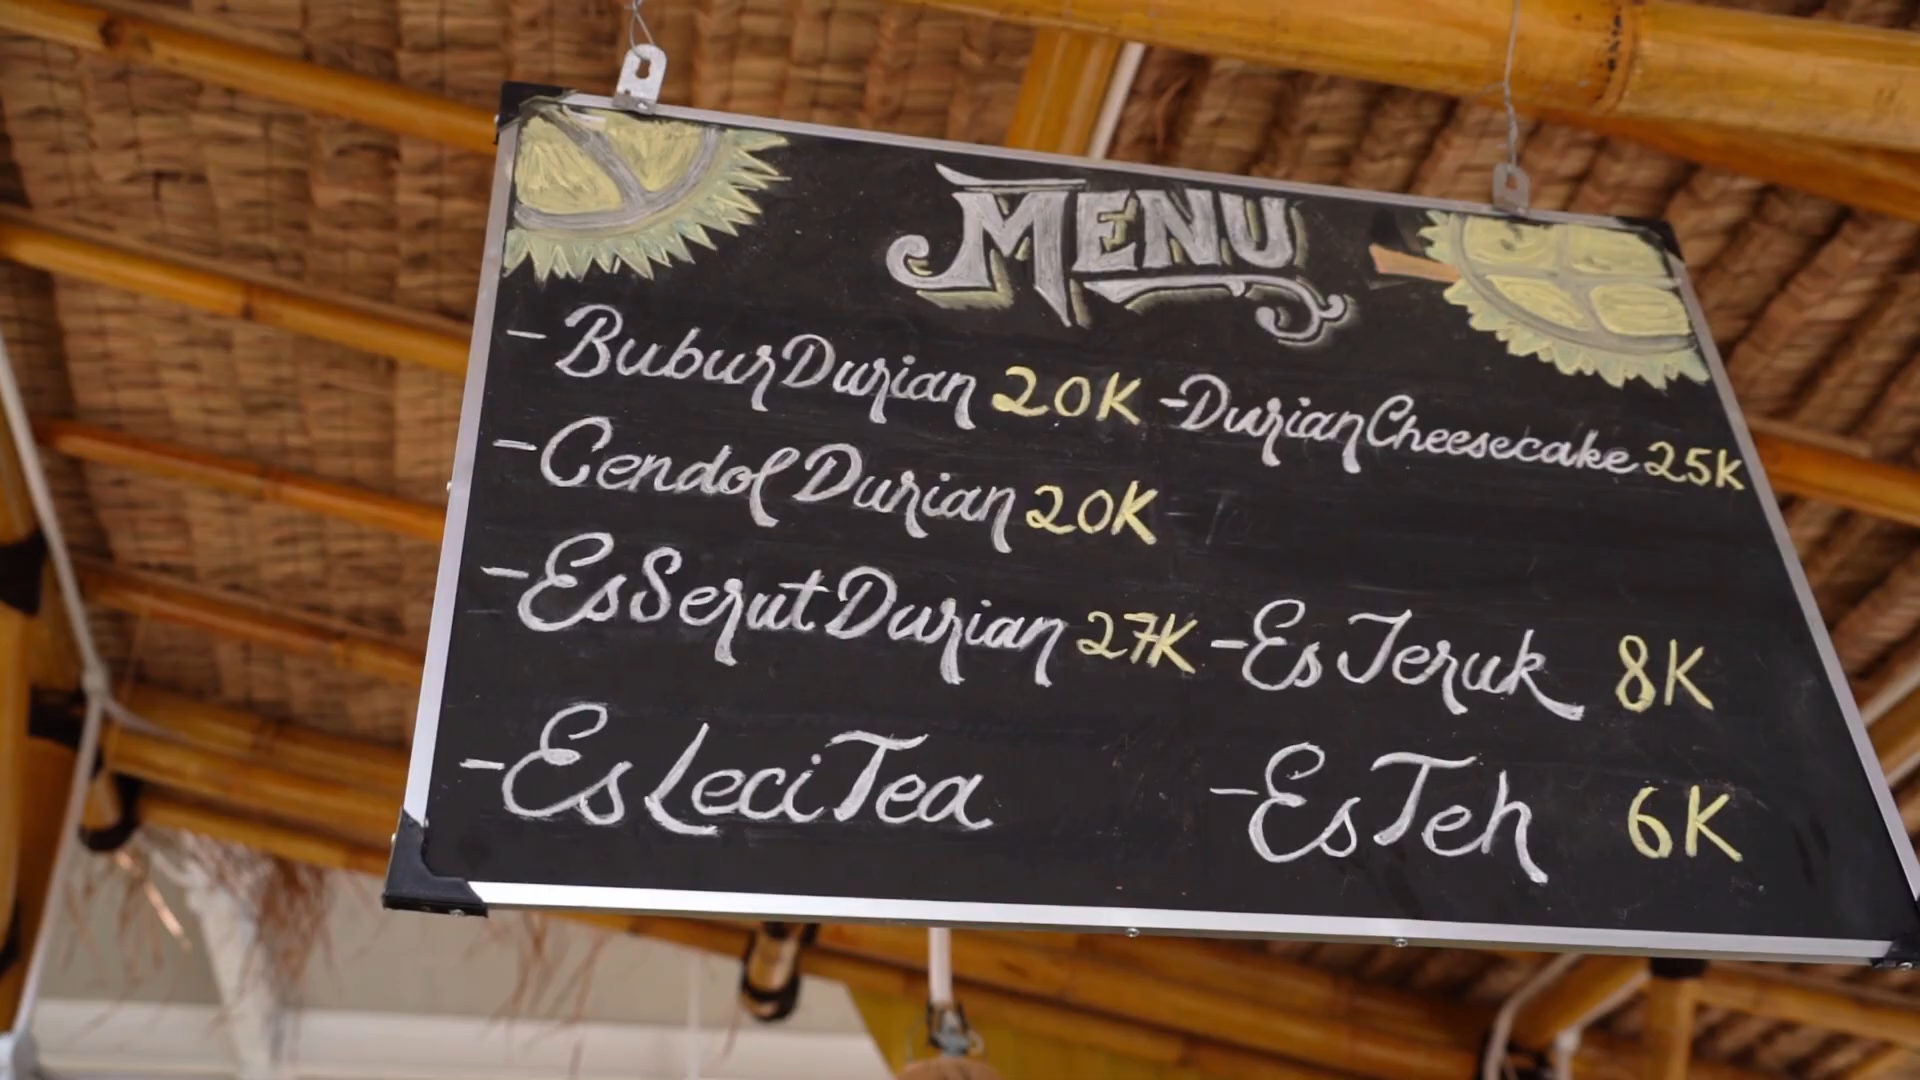 MENU
- Bubur Durian 20K
- Durian Cheesecake 25K
- Cendol Durian 20K
- Es Serut Durian 27K
- Es Jeruk 8K
- Es Leci Tea
- Es Teh 6K